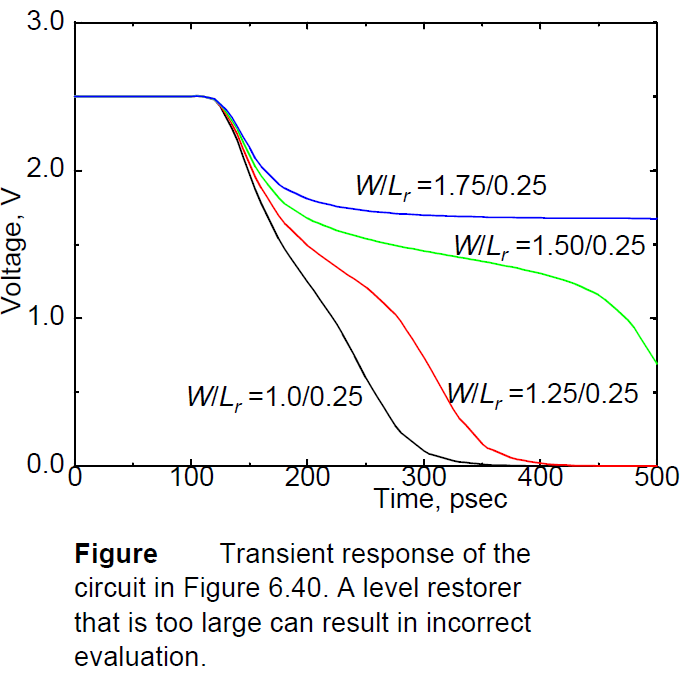 3.0
Voltage, V
2.0
W/Lr =1.75/0.25
W/Lr =1.50/0.25
1.0
W/Lr =1.0/0.25
W/Lr =1.25/0.25
0.0
0 100 200 300 400 500
Time, psec
Figure Transient response of the
circuit in Figure 6.40. A level restorer
that is too large can result in incorrect
evaluation.